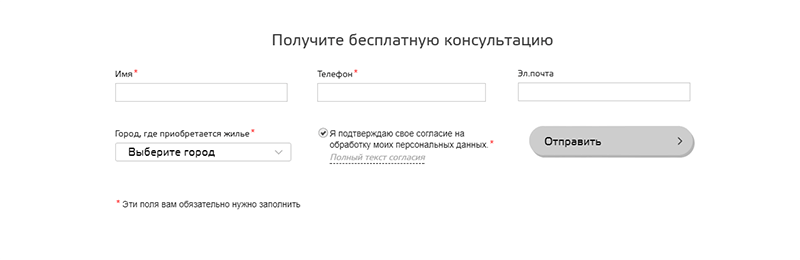 Получите бесплатную консультацию
Имя*
Телефон*
Эл.почта
Город, где приобретается жилье*
Выберите город
Я подтверждаю свое согласие на
обработку моих персональных данных.*
Полный текст согласия
Отправить
* Эти поля вам обязательно нужно заполнить